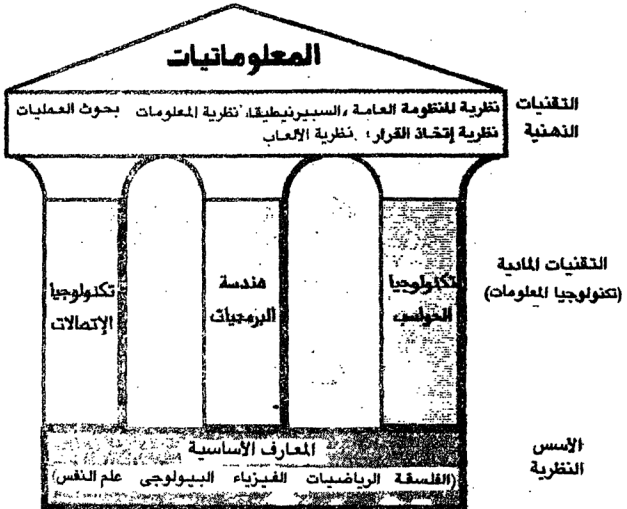 المعلوماتيات
التقنيات
الذهنية
نظرية المنظومة العامة، السيبرنيطيقا، نظرية المعلومات بحوث العمليات
نظرية إتخاذ القرار؛ نظرية الألعاب
التقنيات المادية
(تكنولوجيا المعلومات)
تكنولوجيا
الحواسب
هندسة
البرمجيات
تكنولوجيا
الإتصالات
الأسس
النظرية
المعارف الأساسية
(الفلسفة الرياضيات الفيزياء البيولوجى علم النفس)